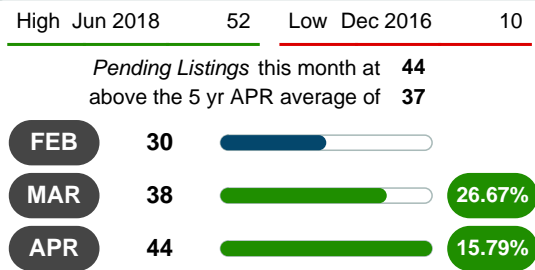 High Jun 2018 52 Low Dec 2016 10
Pending Listings this month at 44
above the 5 yr APR average of 37
FEB 30
MAR 38 26.67%
APR 44 15.79%